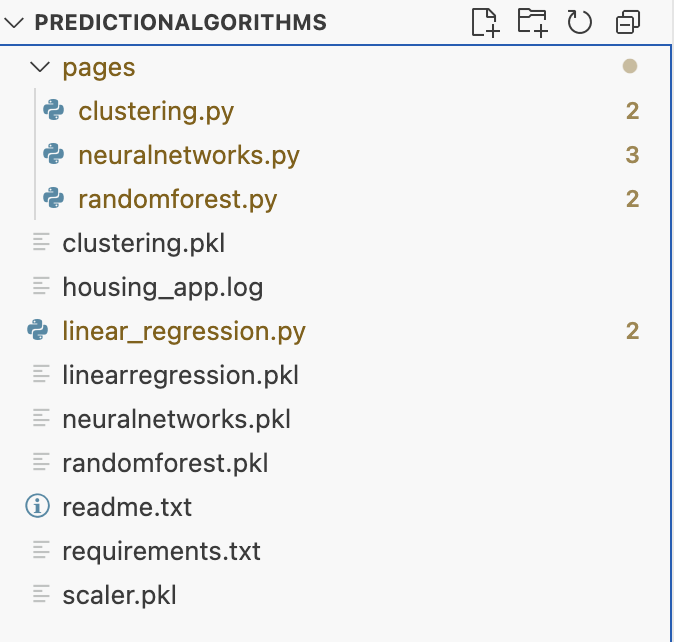 PREDICTIONALGORITHMS
pages
clustering.py 2
neuralnetworks.py 3
randomforest.py 2
clustering.pkl
housing_app.log
linear_regression.py 2
linearregression.pkl
neuralnetworks.pkl
randomforest.pkl
readme.txt
requirements.txt
scaler.pkl